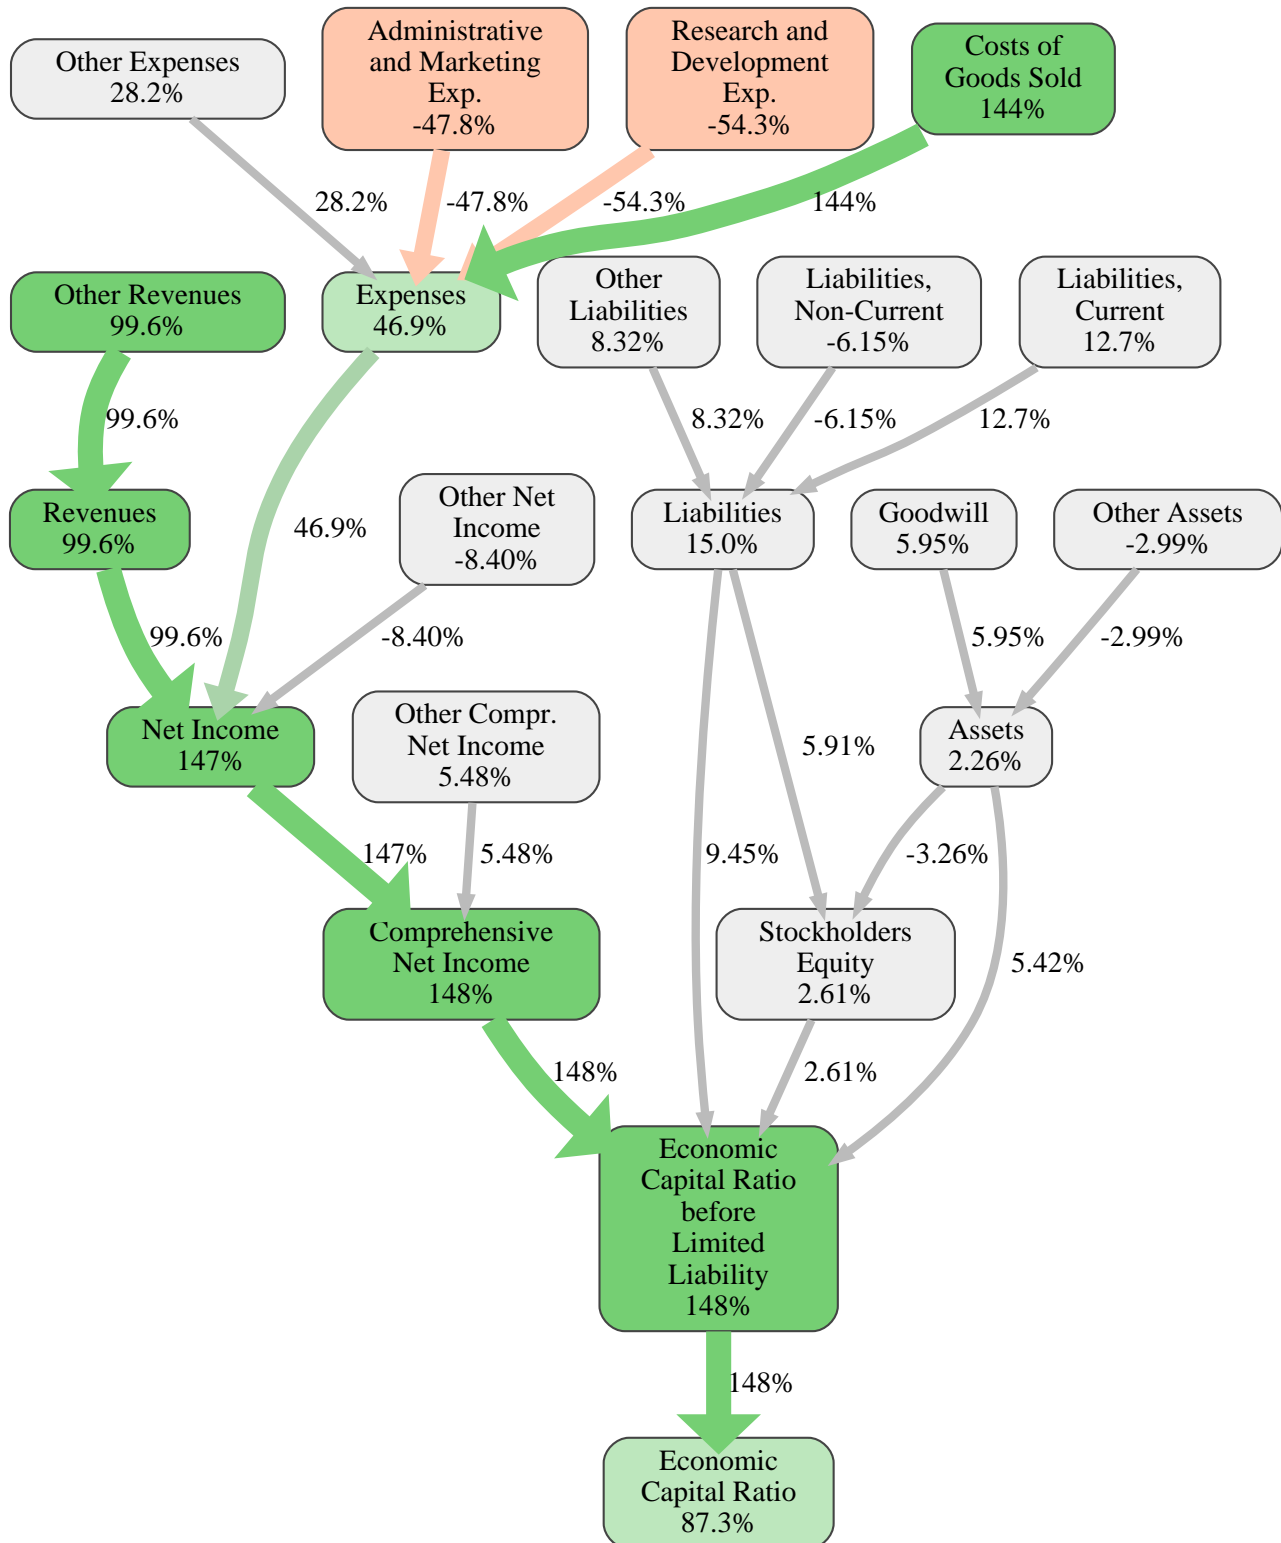 Other Expenses
28.2%
Administrative
and Marketing
Exp.
-47.8%
Research and
Development
Exp.
-54.3%
Costs of
Goods Sold
144%
28.2%
-47.8%
-54.3%
144%
Other Revenues
99.6%
Expenses
46.9%
Other
Liabilities
8.32%
Liabilities,
Non-Current
-6.15%
Liabilities,
Current
12.7%
99.6%
8.32%
-6.15%
12.7%
Revenues
99.6%
46.9%
Other Net
Income
-8.40%
Liabilities
15.0%
Goodwill
5.95%
Other Assets
-2.99%
99.6%
-8.40%
5.95%
-2.99%
Net Income
147%
Other Compr.
Net Income
5.48%
5.91%
Assets
2.26%
147%
5.48%
9.45%
-3.26%
Comprehensive
Net Income
148%
Stockholders
Equity
2.61%
5.42%
148%
2.61%
Economic
Capital Ratio
before
Limited
Liability
148%
148%
Economic
Capital Ratio
87.3%